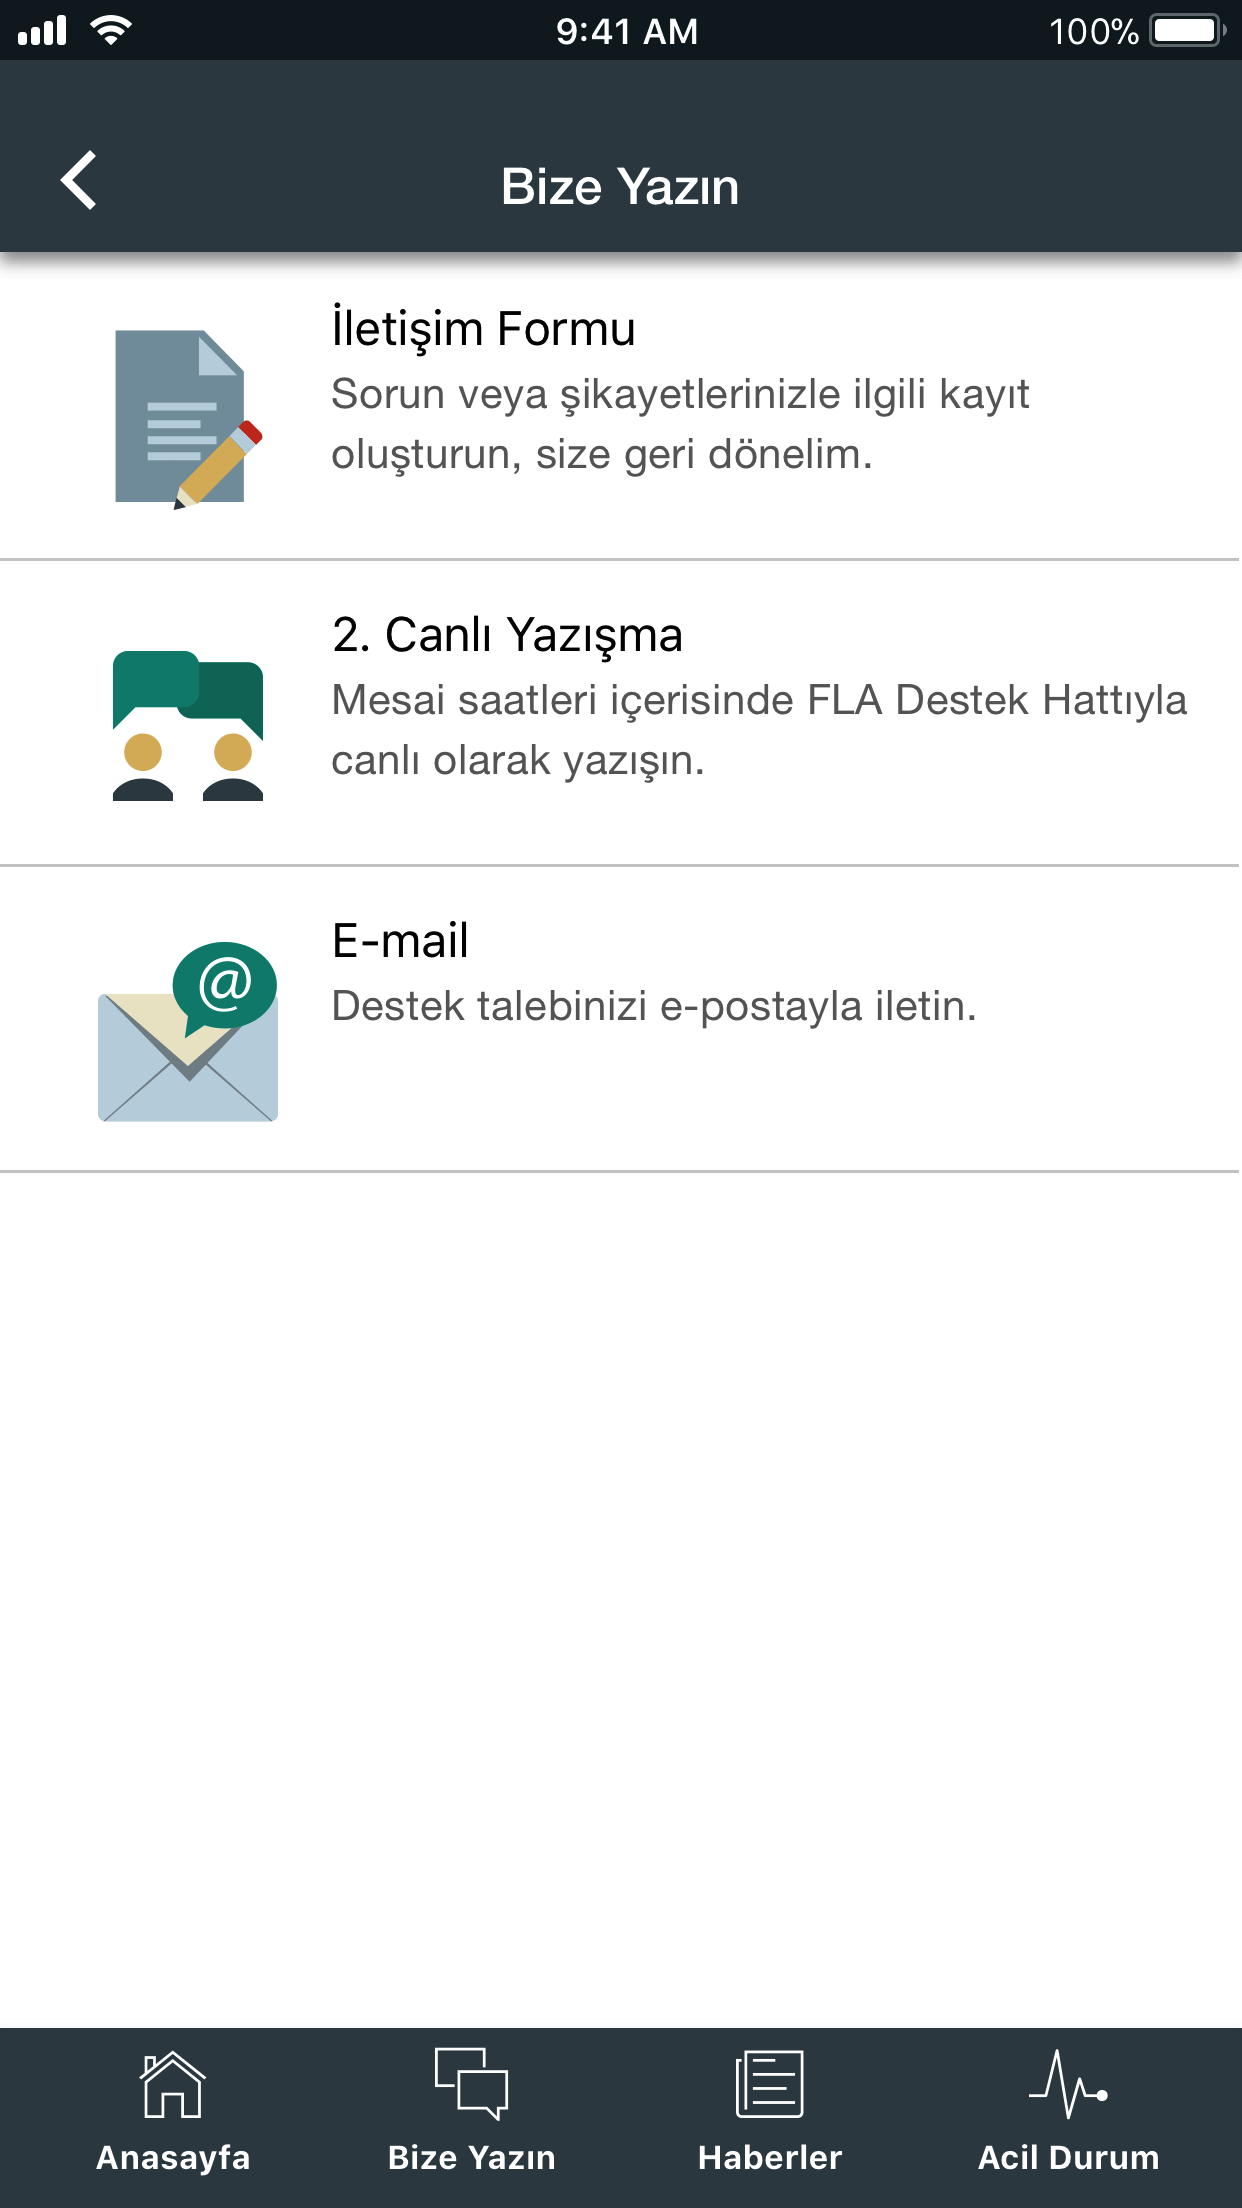 9:41 AM
100%
Bize Yazın
İletişim Formu
Sorun veya şikayetlerinizle ilgili kayıt
oluşturun, size geri dönelim.
2. Canlı Yazışma
Mesai saatleri içerisinde FLA Destek Hattıyla
canlı olarak yazışın.
@
E-mail
Destek talebinizi e-postayla iletin.
Anasayfa
Bize Yazın
Haberler
Acil Durum